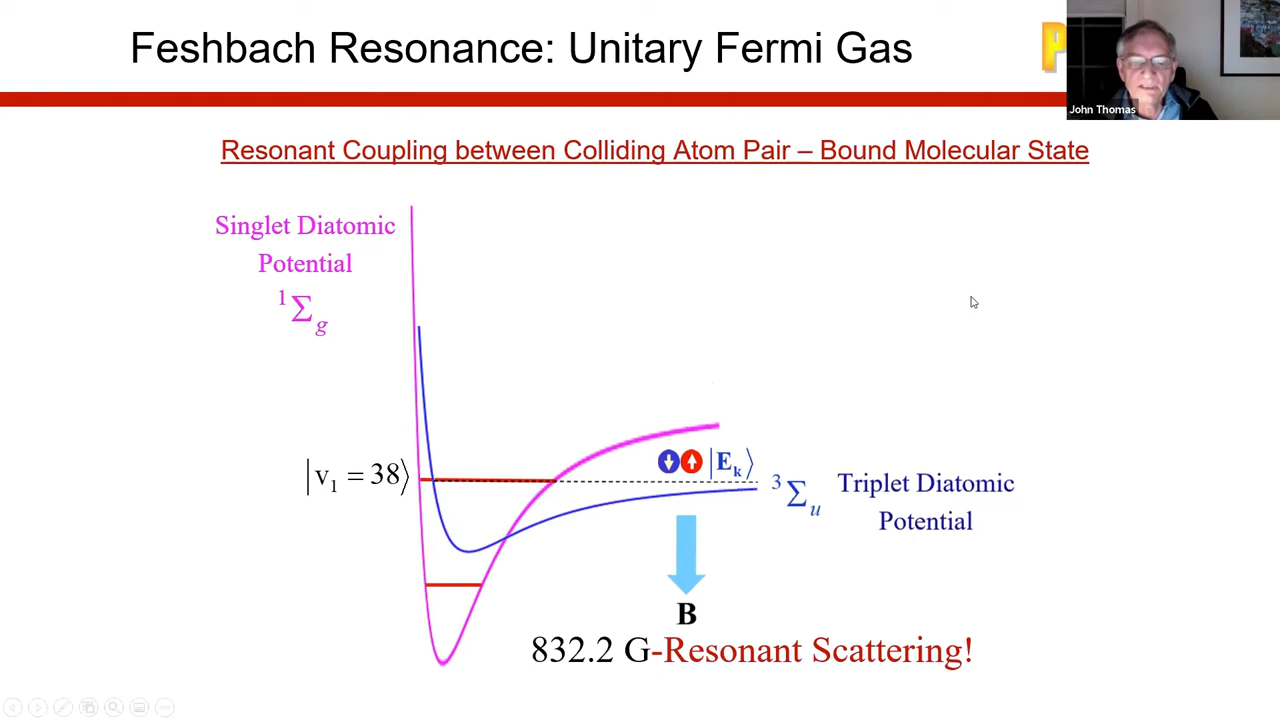 Feshbach Resonance: Unitary Fermi Gas
P
John Thomas
Resonant Coupling between Colliding Atom Pair – Bound Molecular State
Singlet Diatomic
Potential
¹Σg
|v₁ = 38⟩
|Eₖ⟩
³Σᵤ
Triplet Diatomic
Potential
B
832.2 G-Resonant Scattering!